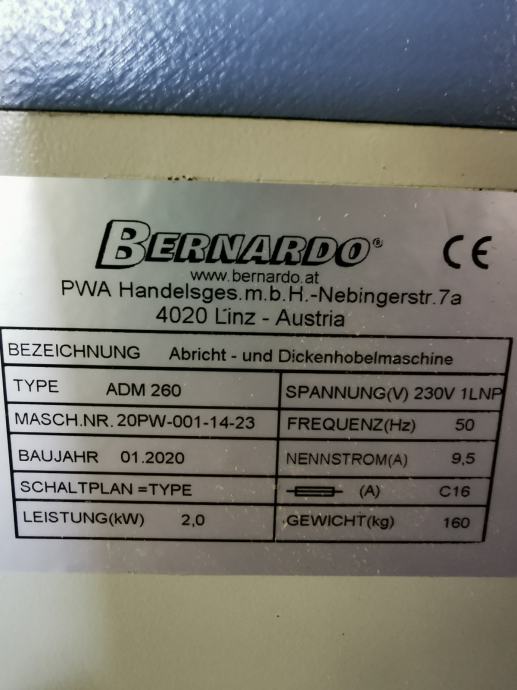 BERNARDO®
CE
www.bernardo.at
PWA Handelsges.m.b.H.-Nebingerstr.7a
4020 Linz - Austria
BEZEICHNUNG Abricht - und Dickenhobelmaschine
TYPE ADM 260 SPANNUNG(V) 230V 1LNP
MASCH.NR. 20PW-001-14-23 FREQUENZ(Hz) 50
BAUJAHR 01.2020 NENNSTROM(A) 9,5
SCHALTPLAN =TYPE (A) C16
LEISTUNG(kW) 2,0 GEWICHT(kg) 160